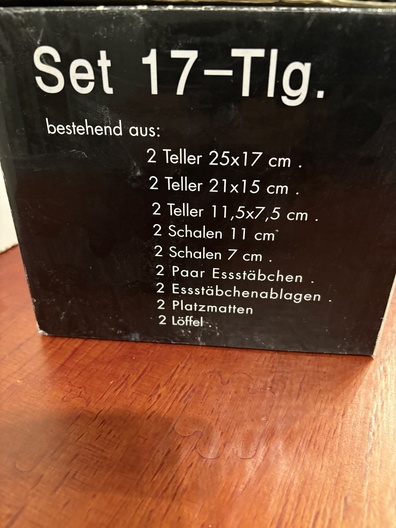 Set 17-Tlg.
bestehend aus:
2 Teller 25x17 cm .
2 Teller 21x15 cm .
2 Teller 11,5x7,5 cm .
2 Schalen 11 cm
2 Schalen 7 cm .
2 Paar Essstäbchen .
2 Essstäbchenablagen .
2 Platzmatten
2 Löffel